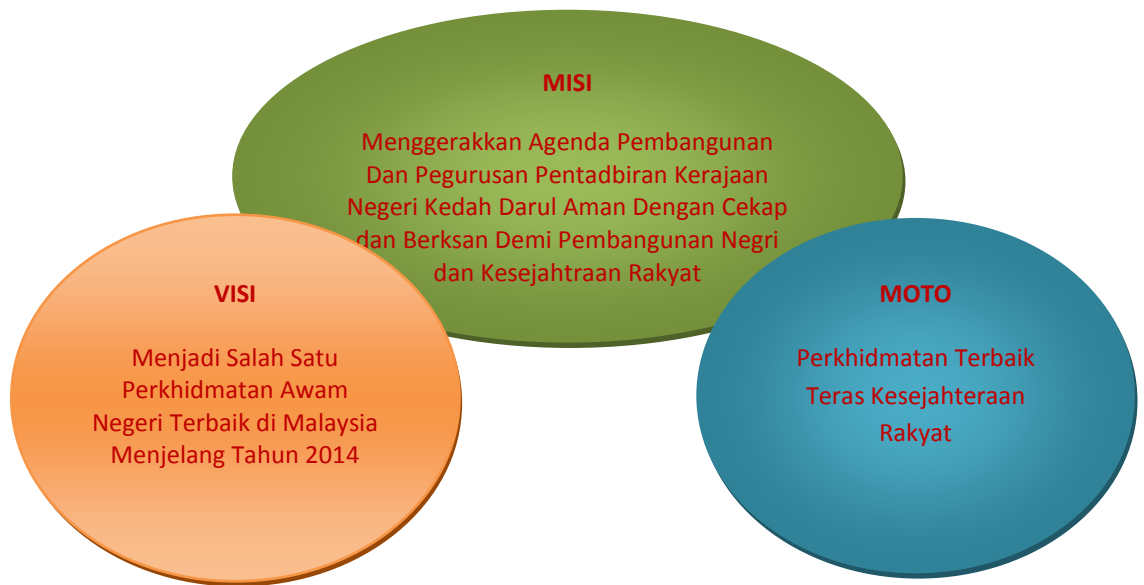 MISI
Menggerakkan Agenda Pembangunan
Dan Pegurusan Pentadbiran Kerajaan
Negeri Kedah Darul Aman Dengan Cekap
dan Berksan Demi Pembangunan Negri
dan Kesejahtraan Rakyat
VISI
Menjadi Salah Satu
Perkhidmatan Awam
Negeri Terbaik di Malaysia
Menjelang Tahun 2014
MOTO
Perkhidmatan Terbaik
Teras Kesejahteraan
Rakyat